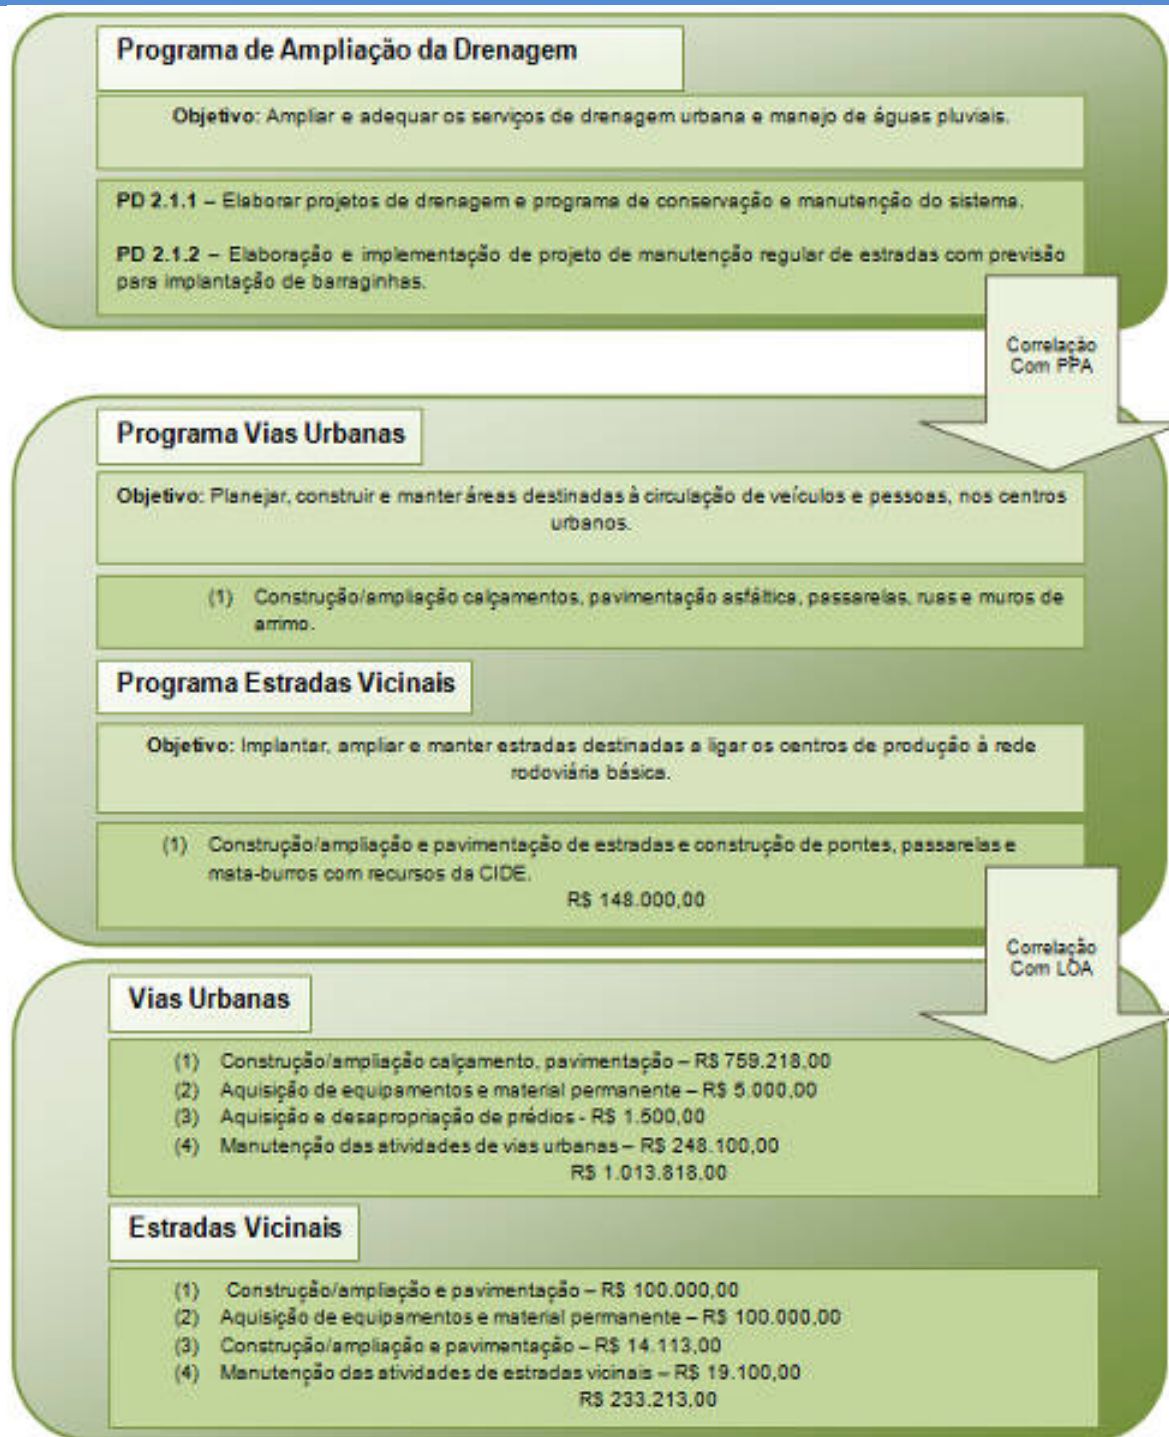 Programa de Ampliação da Drenagem
Objetivo: Ampliar e adequar os serviços de drenagem urbana e manejo de águas pluviais.
PD 2.1.1 – Elaborar projetos de drenagem e programa de conservação e manutenção do sistema.
PD 2.1.2 – Elaboração e implementação de projeto de manutenção regular de estradas com previsão
para implantação de barraginhas.
Correlação
Com PPA
Programa Vias Urbanas
Objetivo: Planejar, construir e manter áreas destinadas à circulação de veículos e pessoas, nos centros
urbanos.
(1) Construção/ampliação calçamentos, pavimentação asfáltica, passarelas, ruas e muros de
arrimo.
Programa Estradas Vicinais
Objetivo: Implantar, ampliar e manter estradas destinadas a ligar os centros de produção à rede
rodoviária básica.
(1) Construção/ampliação e pavimentação de estradas e construção de pontes, passarelas e
mata-burros com recursos da CIDE.
R$ 148.000,00
Correlação
Com LOA
Vias Urbanas
(1) Construção/ampliação calçamento, pavimentação – R$ 759.218,00
(2) Aquisição de equipamentos e material permanente – R$ 5.000,00
(3) Aquisição e desapropriação de prédios - R$ 1.500,00
(4) Manutenção das atividades de vias urbanas – R$ 248.100,00
R$ 1.013.818,00
Estradas Vicinais
(1) Construção/ampliação e pavimentação – R$ 100.000,00
(2) Aquisição de equipamentos e material permanente – R$ 100.000,00
(3) Construção/ampliação e pavimentação – R$ 14.113,00
(4) Manutenção das atividades de estradas vicinais – R$ 19.100,00
R$ 233.213,00